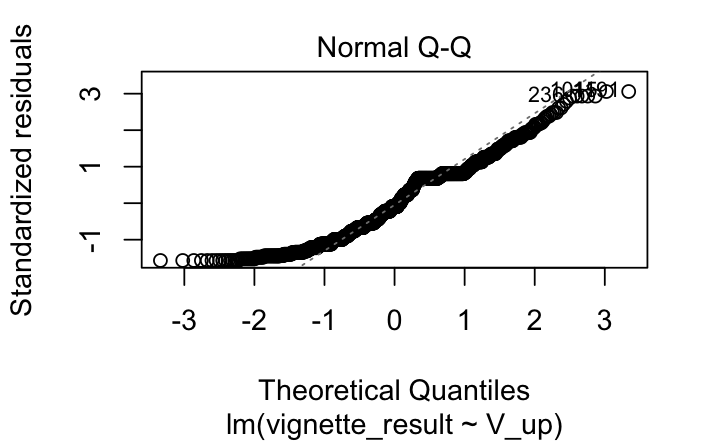 Normal Q-Q
Standardized residuals
3
1
-1
-3 -2 -1 0 1 2 3
Theoretical Quantiles
lm(vignette_result ~ V_up)